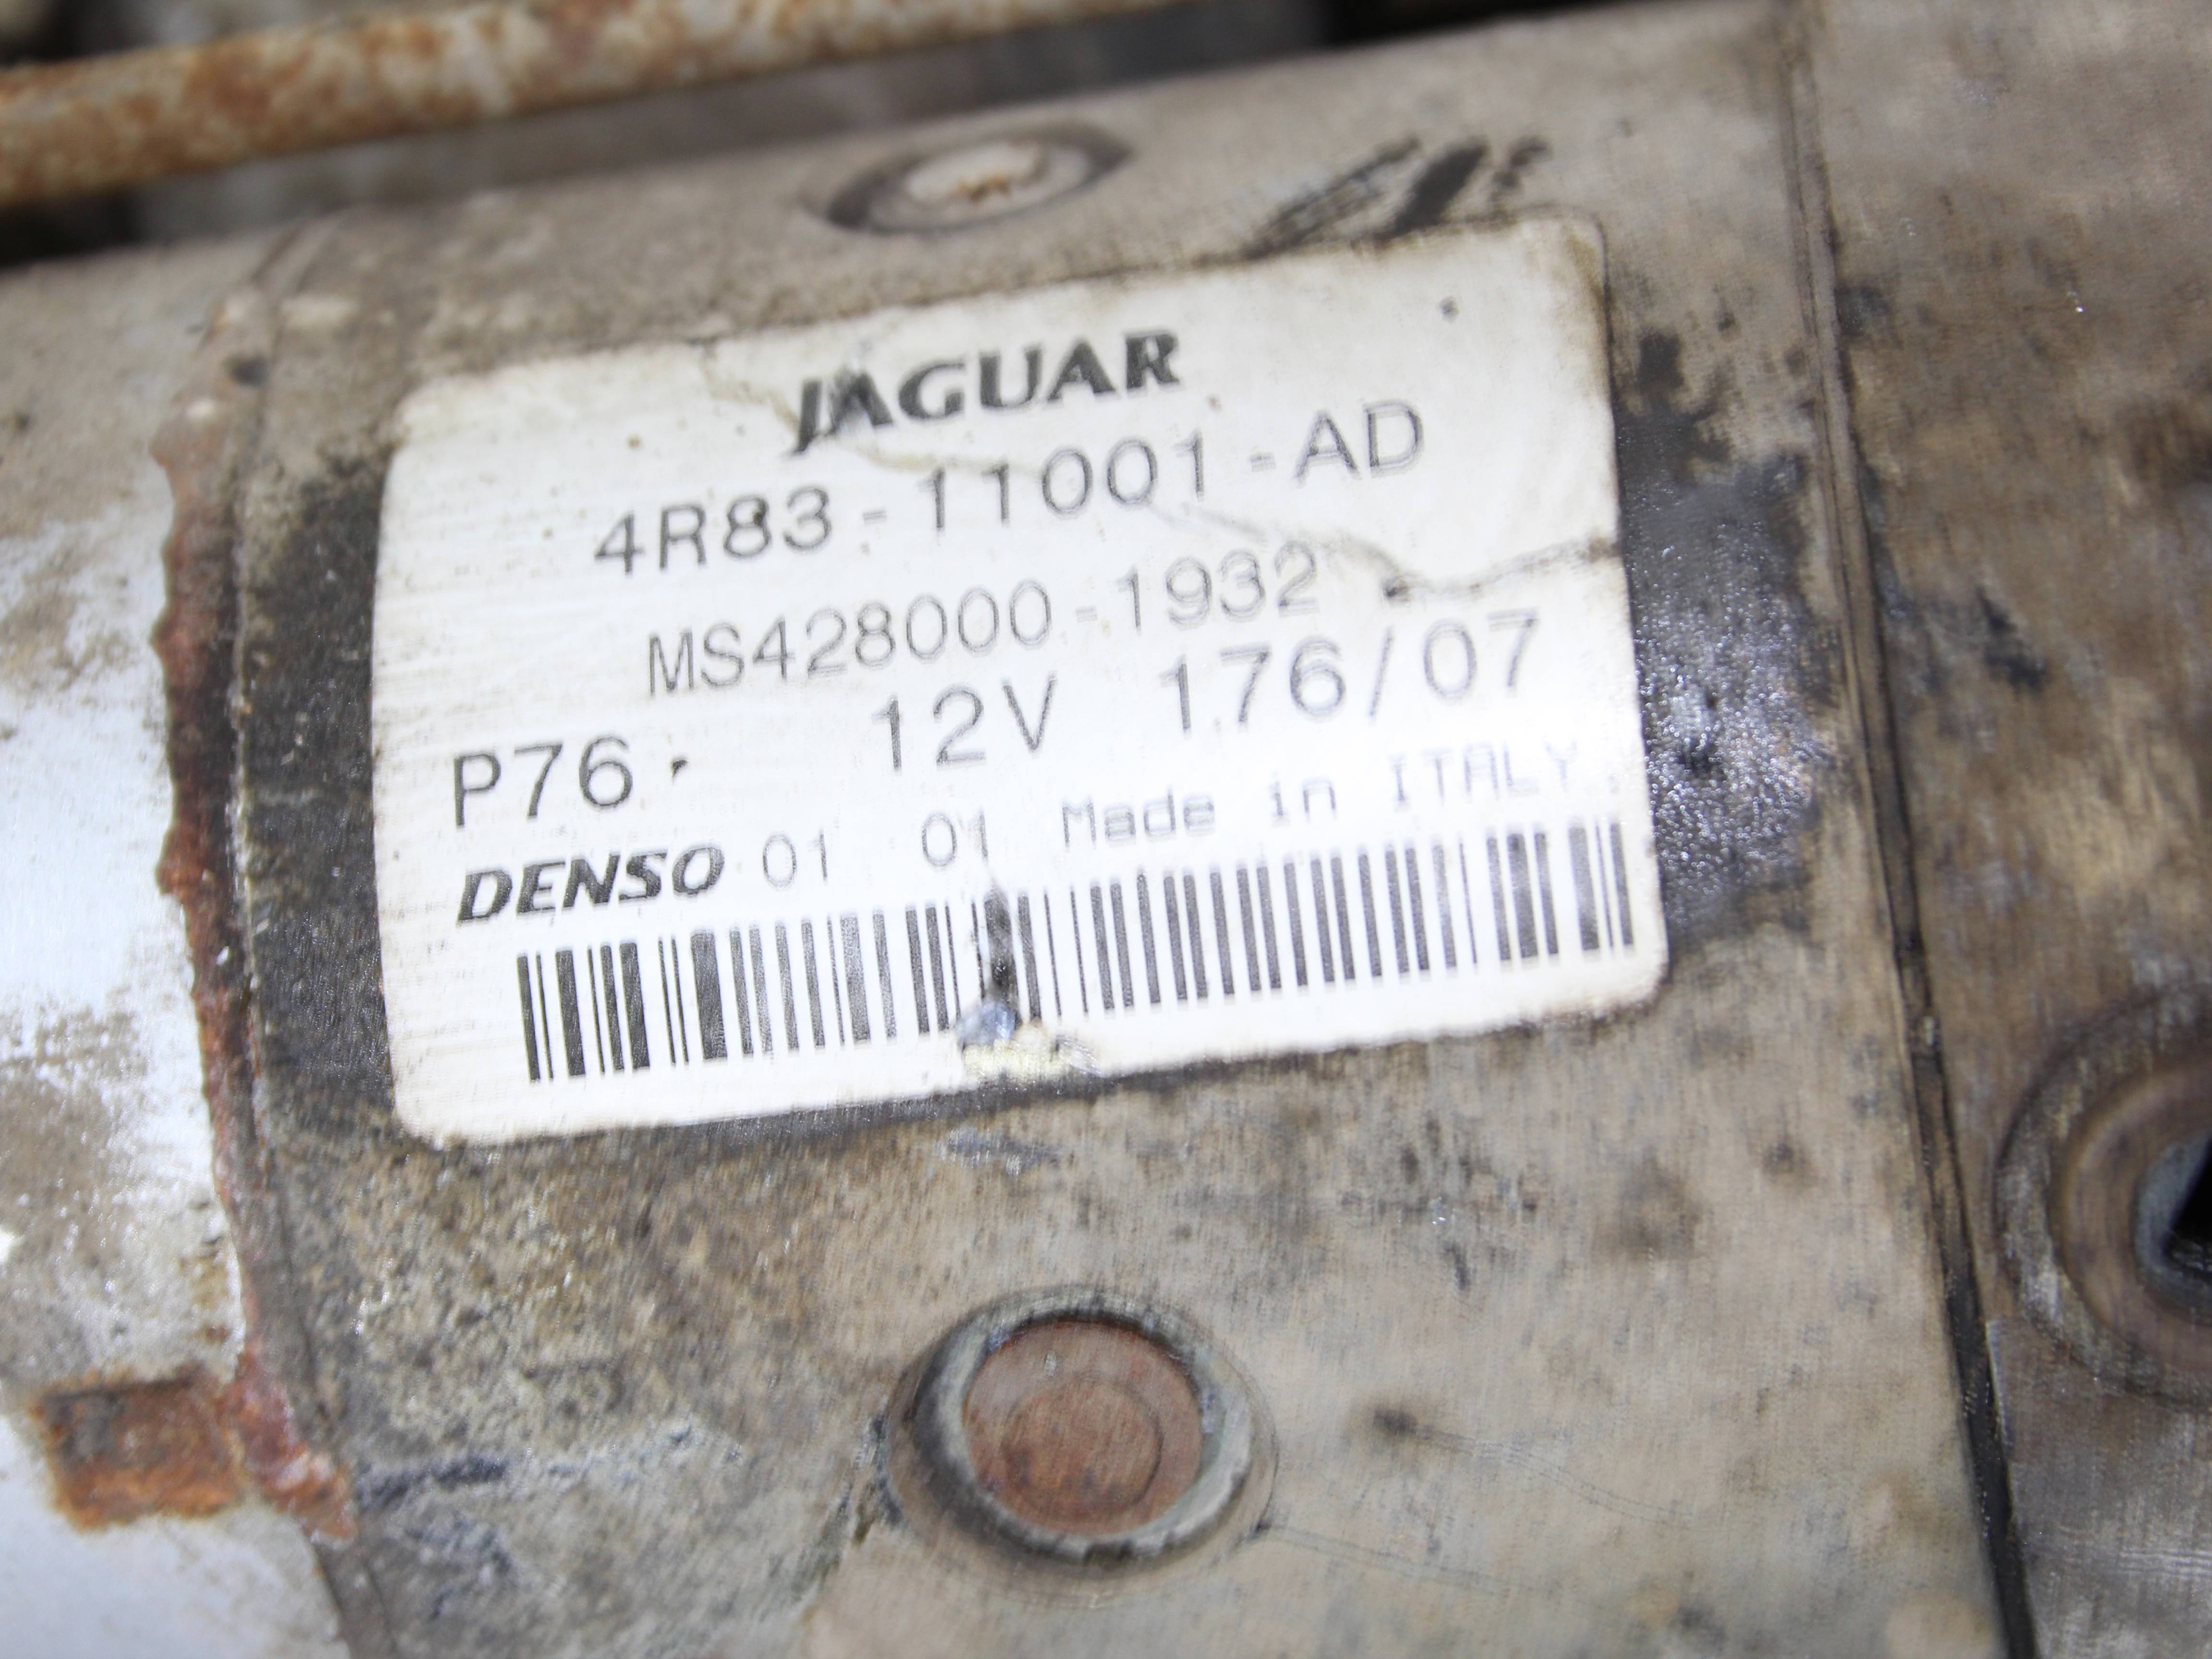 JAGUAR
4R83-11001-AD
MS428000-1932
P76 12V 176/07
DENSO 01 01 Made in ITALY